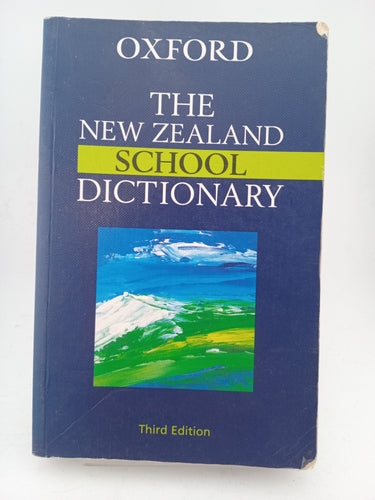 OXFORD
THE
NEW ZEALAND
SCHOOL
DICTIONARY
Third Edition